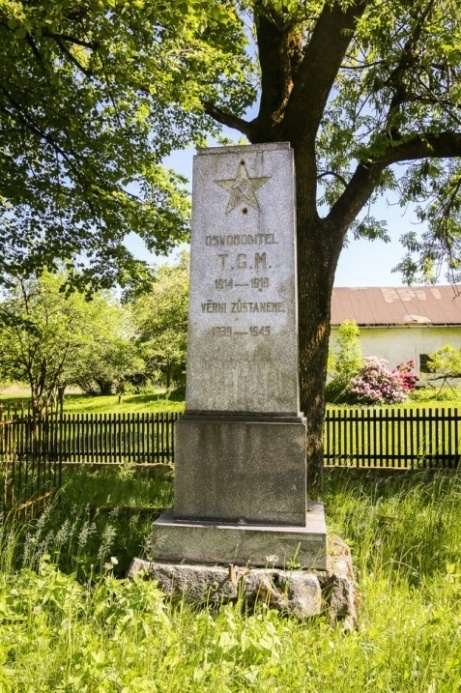 OSVOBODITEL
T.G.M.
1914—1918
VĚRNI ZŮSTANEME.
1939—1945